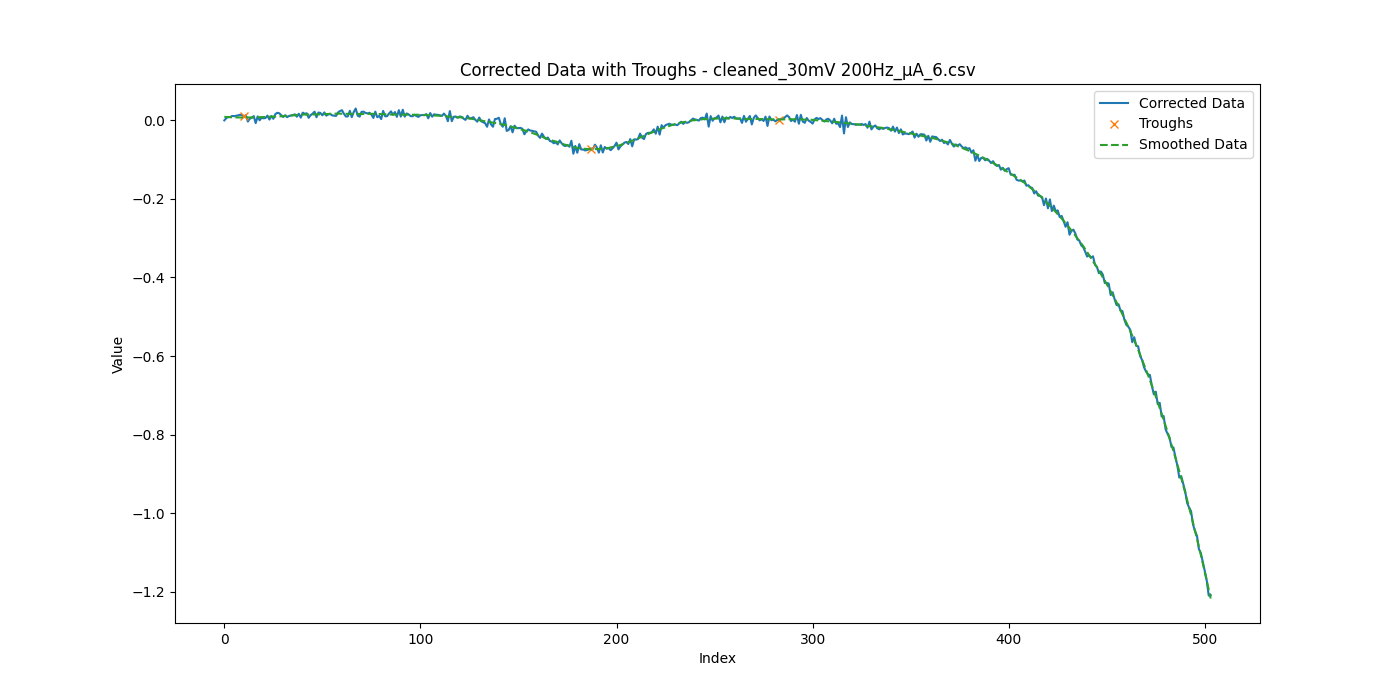 Corrected Data with Troughs - cleaned_30mV 200Hz_µA_6.csv
Corrected Data
Troughs
Smoothed Data
Value
0.0
−0.2
−0.4
−0.6
−0.8
−1.0
−1.2
0 100 200 300 400 500
Index